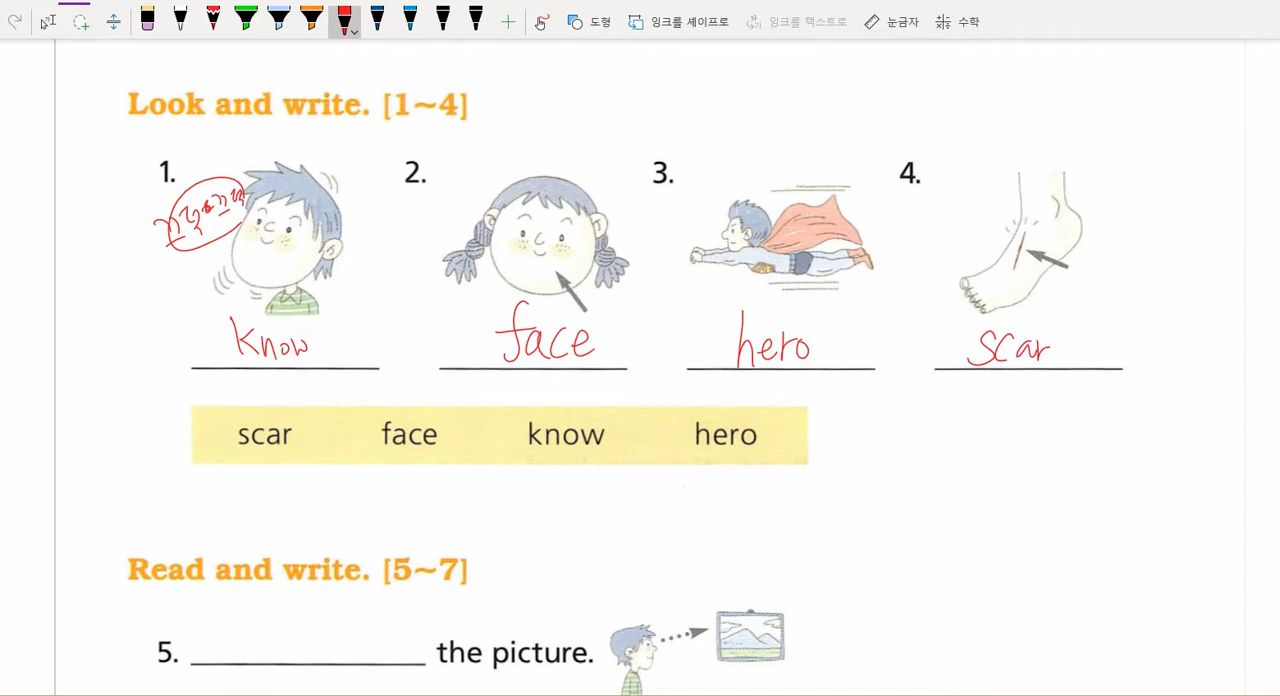 도형 잉크를 셰이프로 잉크를 텍스트로 눈금자 수학
Look and write. [1~4]
1. 2. 3. 4.
know face hero scar
scar face know hero
Read and write. [5~7]
5. the picture.